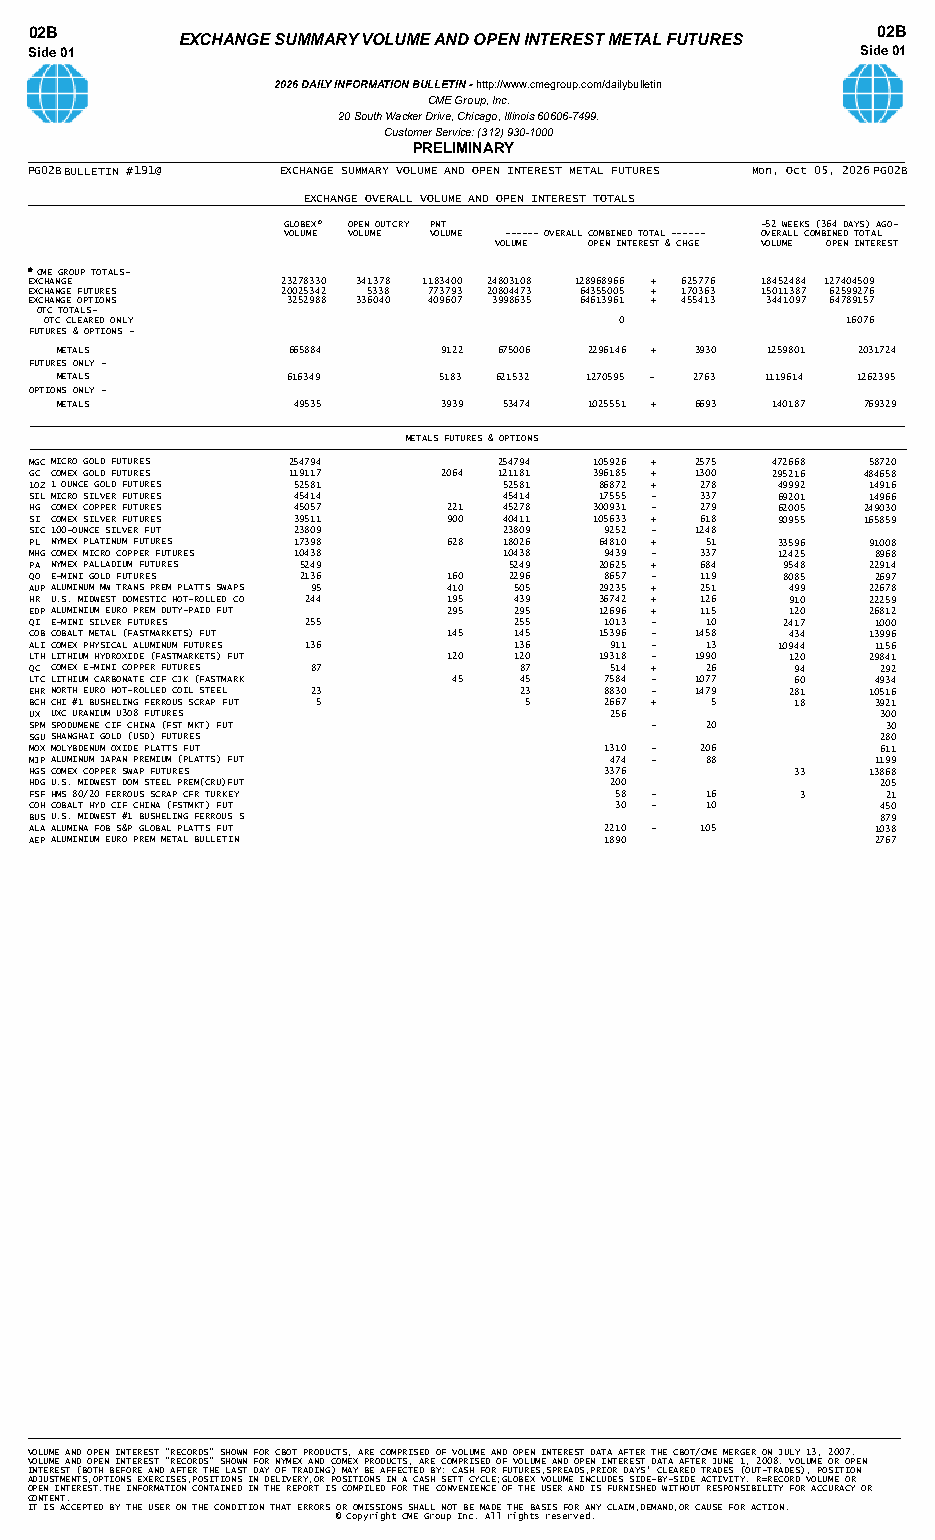 02B EXCHANGE SUMMARY VOLUME AND OPEN INTEREST METAL FUTURES 02B
Side 01 Side 01
2026 DAILY INFORMATION BULLETIN - http://www.cmegroup.com/dailybulletin
CME Group, Inc.
20 South Wacker Drive, Chicago, Illinois 60606-7499.
Customer Service: (312) 930-1000
PRELIMINARY
PG02B BULLETIN #191@ EXCHANGE SUMMARY VOLUME AND OPEN INTEREST METAL FUTURES Mon, Oct 05, 2026 PG02B
EXCHANGE OVERALL VOLUME AND OPEN INTEREST TOTALS
GLOBEX® OPEN OUTCRY PNT -52 WEEKS (364 DAYS) AGO-
VOLUME VOLUME VOLUME ------ OVERALL COMBINED TOTAL ------ OVERALL COMBINED TOTAL
VOLUME OPEN INTEREST & CHGE VOLUME OPEN INTEREST
* CME GROUP TOTALS-
EXCHANGE 23278330 341378 1183400 24803108 128968966 + 625776 18452484 127404509
EXCHANGE FUTURES 20025342 5338 773793 20804473 64355005 + 170363 15011387 62599276
EXCHANGE OPTIONS 3252988 336040 409607 3998635 64613961 + 455413 3441097 64789157
OTC TOTALS-
OTC CLEARED ONLY 0 16076
FUTURES & OPTIONS -
METALS 665884 9122 675006 2296146 + 3930 1259801 2031724
FUTURES ONLY -
METALS 616349 5183 621532 1270595 - 2763 1119614 1262395
OPTIONS ONLY -
METALS 49535 3939 53474 1025551 + 6693 140187 769329
METALS FUTURES & OPTIONS
MGC MICRO GOLD FUTURES 254794 254794 105926 + 2575 472668 58720
GC COMEX GOLD FUTURES 119117 2064 121181 396185 + 1300 295216 484658
1OZ 1 OUNCE GOLD FUTURES 52581 52581 86872 + 278 49992 14916
SIL MICRO SILVER FUTURES 45414 45414 17555 - 337 69201 14966
HG COMEX COPPER FUTURES 45057 221 45278 300931 - 279 62005 249030
SI COMEX SILVER FUTURES 39511 900 40411 105633 + 618 90955 165859
SIC 100-OUNCE SILVER FUT 23809 23809 9252 - 1248
PL NYMEX PLATINUM FUTURES 17398 628 18026 64810 + 51 33596 91008
MHG COMEX MICRO COPPER FUTURES 10438 10438 9439 - 337 12425 8968
PA NYMEX PALLADIUM FUTURES 5249 5249 20625 + 684 9548 22914
QO E-MINI GOLD FUTURES 2136 160 2296 8657 - 119 8085 2697
AUP ALUMINUM MW TRANS PREM PLATTS SWAPS 95 410 505 29235 + 251 499 22678
HR U.S. MIDWEST DOMESTIC HOT-ROLLED CO 244 195 439 36742 + 126 910 22259
EDP ALUMINIUM EURO PREM DUTY-PAID FUT 295 295 12696 + 115 120 26812
QI E-MINI SILVER FUTURES 255 255 1013 - 10 2417 1000
COB COBALT METAL (FASTMARKETS) FUT 145 145 15396 - 1458 434 13996
ALI COMEX PHYSICAL ALUMINUM FUTURES 136 136 911 - 13 10944 1156
LTH LITHIUM HYDROXIDE (FASTMARKETS) FUT 120 120 19318 - 1990 120 29841
QC COMEX E-MINI COPPER FUTURES 87 87 514 + 26 94 292
LTC LITHIUM CARBONATE CIF CJK (FASTMARK 45 45 7584 - 1077 60 4934
EHR NORTH EURO HOT-ROLLED COIL STEEL 23 23 8830 - 1479 281 10516
BCH CHI #1 BUSHELING FERROUS SCRAP FUT 5 5 2667 + 5 18 3921
UX UXC URANIUM U3O8 FUTURES 256 300
SPM SPODUMENE CIF CHINA (FST MKT) FUT - 20 30
SGU SHANGHAI GOLD (USD) FUTURES 280
MOX MOLYBDENUM OXIDE PLATTS FUT 1310 - 206 611
MJP ALUMINUM JAPAN PREMIUM (PLATTS) FUT 474 - 88 1199
HGS COMEX COPPER SWAP FUTURES 3376 33 13868
HDG U.S. MIDWEST DOM STEEL PREM(CRU)FUT 200 205
FSF HMS 80/20 FERROUS SCRAP CFR TURKEY 58 - 16 3 21
COH COBALT HYD CIF CHINA (FSTMKT) FUT 30 - 10 450
BUS U.S. MIDWEST #1 BUSHELING FERROUS S 879
ALA ALUMINA FOB S&P GLOBAL PLATTS FUT 2210 - 105 1038
AEP ALUMINIUM EURO PREM METAL BULLETIN 1890 2767
VOLUME AND OPEN INTEREST "RECORDS" SHOWN FOR CBOT PRODUCTS, ARE COMPRISED OF VOLUME AND OPEN INTEREST DATA AFTER THE CBOT/CME MERGER ON JULY 13, 2007.
VOLUME AND OPEN INTEREST "RECORDS" SHOWN FOR NYMEX AND COMEX PRODUCTS, ARE COMPRISED OF VOLUME AND OPEN INTEREST DATA AFTER JUNE 1, 2008. VOLUME OR OPEN
INTEREST (BOTH BEFORE AND AFTER THE LAST DAY OF TRADING) MAY BE AFFECTED BY: CASH FOR FUTURES,SPREADS,PRIOR DAYS' CLEARED TRADES (OUT-TRADES), POSITION
ADJUSTMENTS,OPTIONS EXERCISES,POSITIONS IN DELIVERY,OR POSITIONS IN A CASH SETT CYCLE;GLOBEX VOLUME INCLUDES SIDE-BY-SIDE ACTIVITY. R=RECORD VOLUME OR
OPEN INTEREST.THE INFORMATION CONTAINED IN THE REPORT IS COMPILED FOR THE CONVENIENCE OF THE USER AND IS FURNISHED WITHOUT RESPONSIBILITY FOR ACCURACY OR
CONTENT.
IT IS ACCEPTED BY THE USER ON THE CONDITION THAT ERRORS OR OMISSIONS SHALL NOT BE MADE THE BASIS FOR ANY CLAIM,DEMAND,OR CAUSE FOR ACTION.
© Copyright CME Group Inc. All rights reserved.